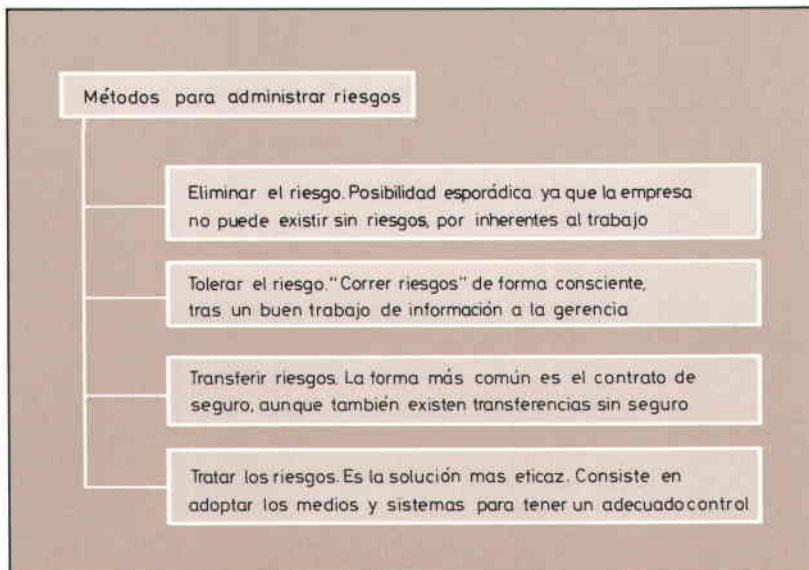 Métodos para administrar riesgos
Eliminar el riesgo. Posibilidad esporádica ya que la empresa
no puede existir sin riesgos, por inherentes al trabajo
Tolerar el riesgo. "Correr riesgos" de forma consciente,
tras un buen trabajo de información a la gerencia
Transferir riesgos. La forma más común es el contrato de
seguro, aunque también existen transferencias sin seguro
Tratar los riesgos. Es la solución mas eficaz. Consiste en
adoptar los medios y sistemas para tener un adecuado control